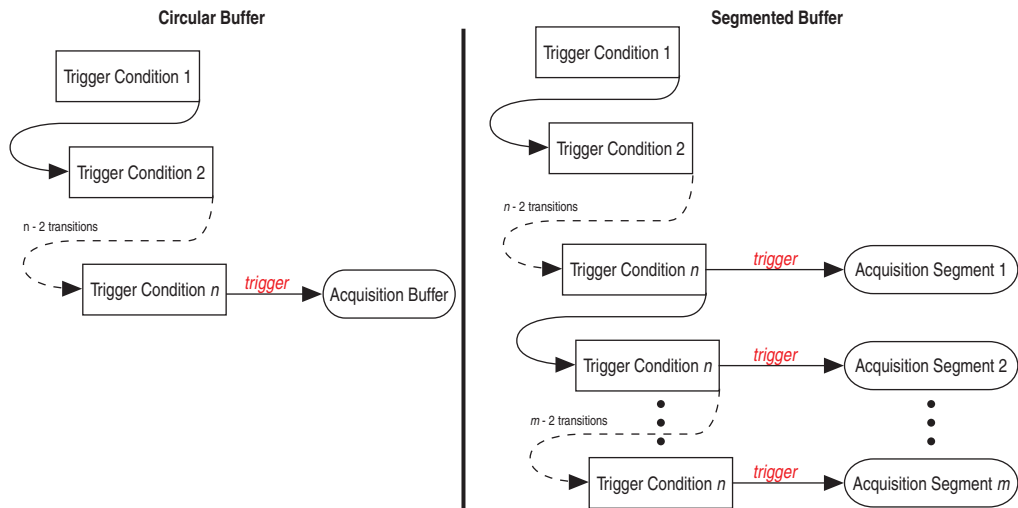 Circular Buffer
Trigger Condition 1
Trigger Condition 2
n - 2 transitions
Trigger Condition n
trigger
Acquisition Buffer
Segmented Buffer
Trigger Condition 1
Trigger Condition 2
n - 2 transitions
Trigger Condition n
trigger
Acquisition Segment 1
Trigger Condition n
trigger
Acquisition Segment 2
m - 2 transitions
Trigger Condition n
trigger
Acquisition Segment m